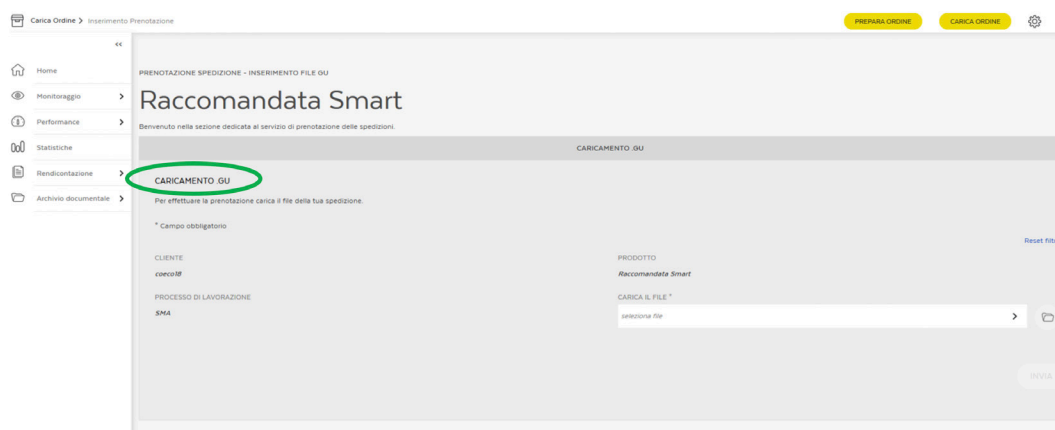 Carica Ordine > Inserimento Prenotazione
PREPARA ORDINE
CARICA ORDINE
<<
Home
Monitoraggio
Performance
Statistiche
Rendicontazione
Archivio documentale
PRENOTAZIONE SPEDIZIONE - INSERIMENTO FILE GU
Raccomandata Smart
Benvenuto nella sezione dedicata al servizio di prenotazione delle spedizioni.
CARICAMENTO .GU
CARICAMENTO .GU
Per effettuare la prenotazione carica il file della tua spedizione.
* Campo obbligatorio
Reset filt
CLIENTE
coeco18
PRODOTTO
Raccomandata Smart
PROCESSO DI LAVORAZIONE
SMA
CARICA IL FILE *
seleziona file
INVIA